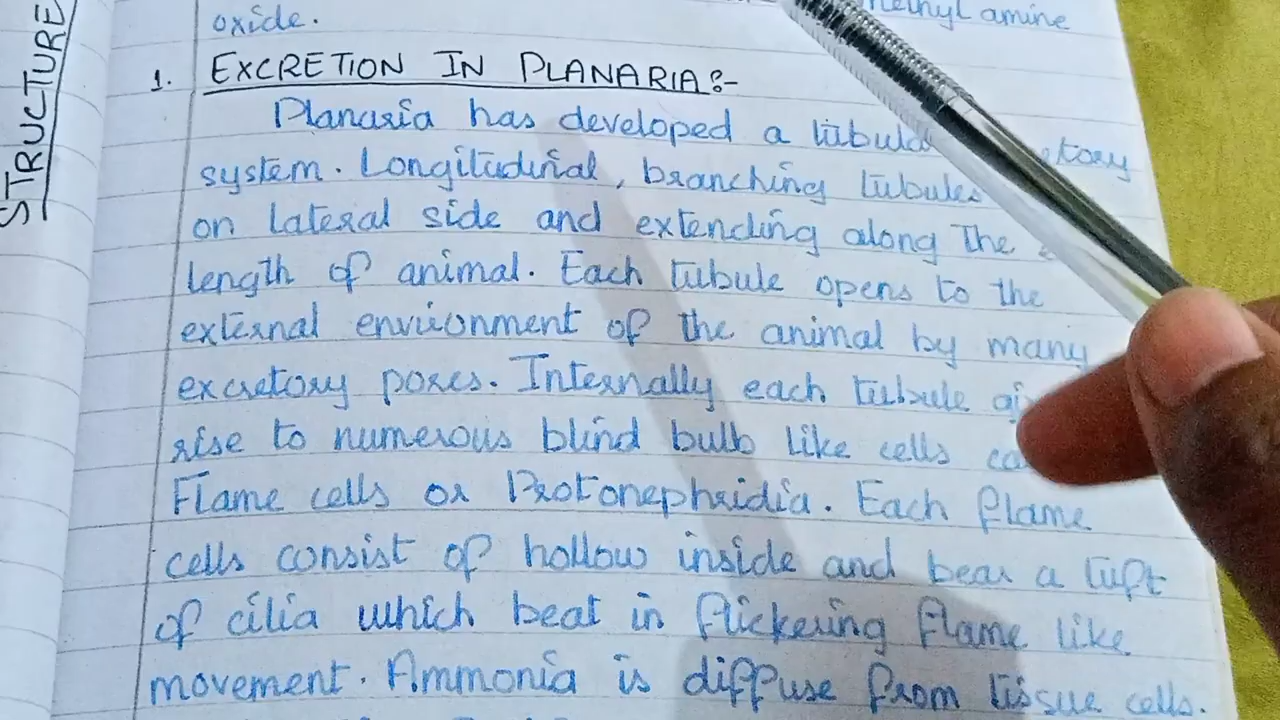 STRUCTURE
oxide. amine
1. EXCRETION IN PLANARIA:-
Planaria has developed a
system. Longitudinal, branching tubules
on lateral side and extending along the
length of animal. Each tubule opens to the
external environment of the animal by many
excretory pores. Internally each tubule
rise to numerous blind bulb like cells
Flame cells or Protonephridia. Each flame
cells consist of hollow inside and bear a tuft
of cilia which beat in flickering flame like
movement. Ammonia is diffuse from tissue cells.